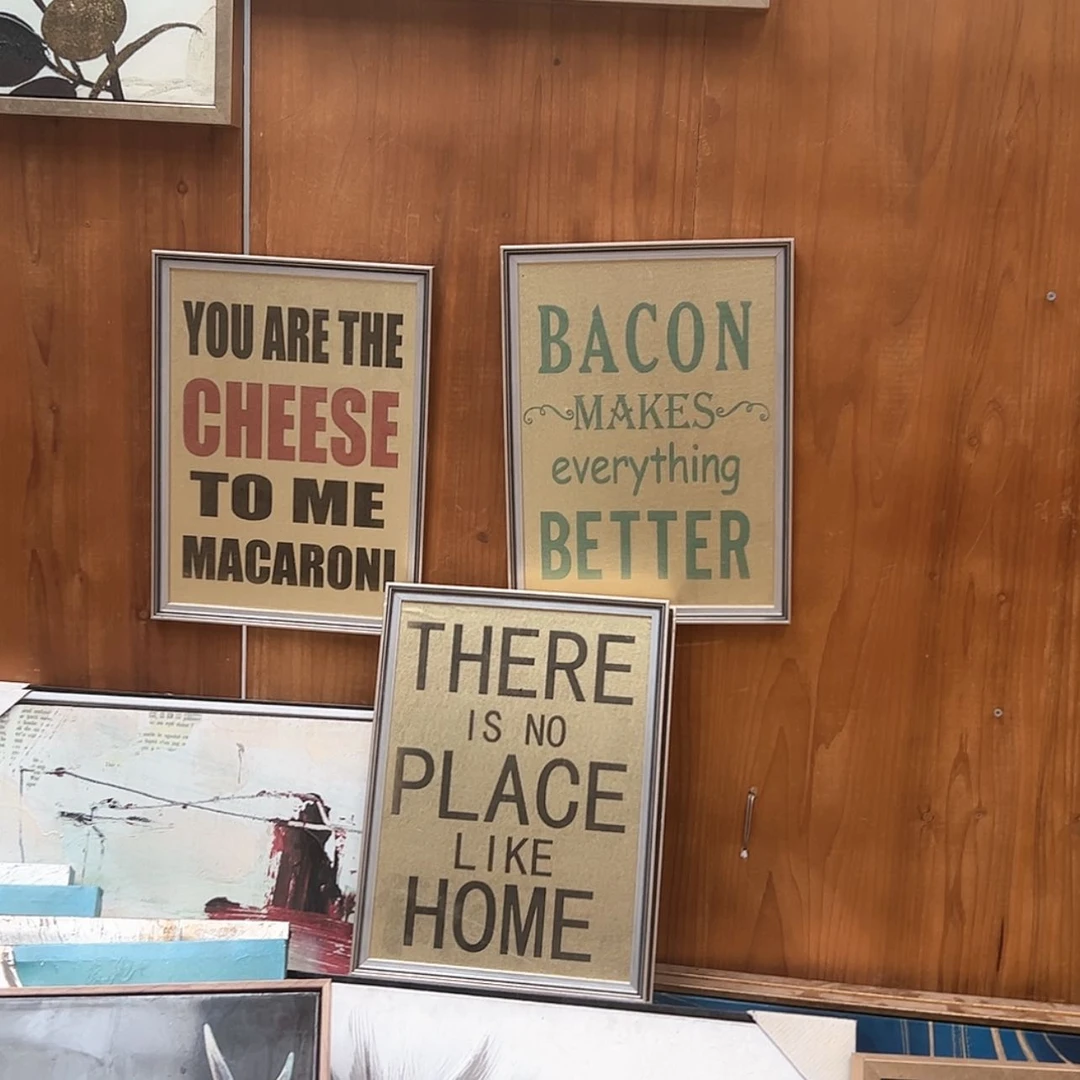 YOU ARE THE
CHEESE
TO ME
MACARONI
BACON
MAKES
everything
BETTER
THERE
IS NO
PLACE
LIKE
HOME